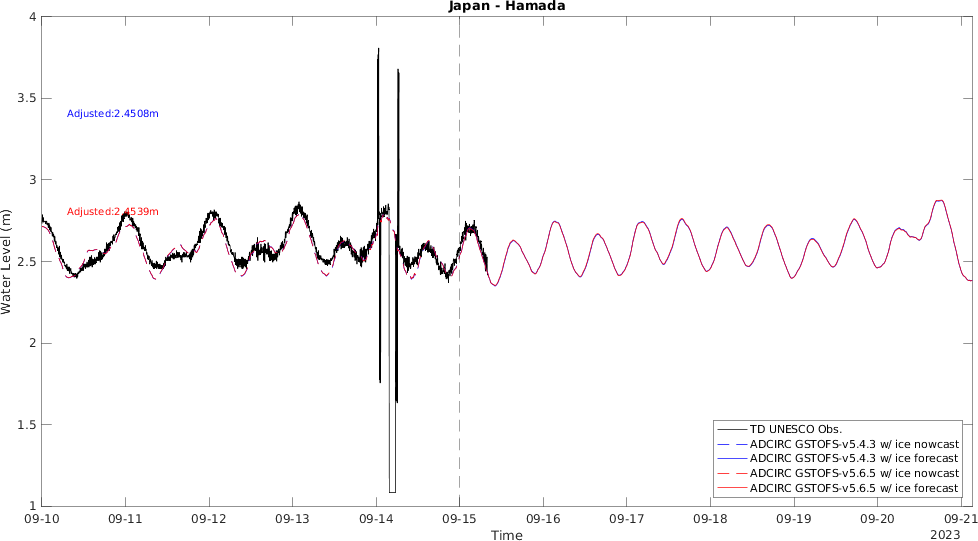 Japan - Hamada
4
3.5
3
2.5
2
1.5
1
Water Level (m)
Adjusted:2.4508m
Adjusted:2.4539m
TD UNESCO Obs.
ADCIRC GSTOFS-v5.4.3 w/ ice nowcast
ADCIRC GSTOFS-v5.4.3 w/ ice forecast
ADCIRC GSTOFS-v5.6.5 w/ ice nowcast
ADCIRC GSTOFS-v5.6.5 w/ ice forecast
09-10 09-11 09-12 09-13 09-14 09-15 09-16 09-17 09-18 09-19 09-20 09-21
Time
2023